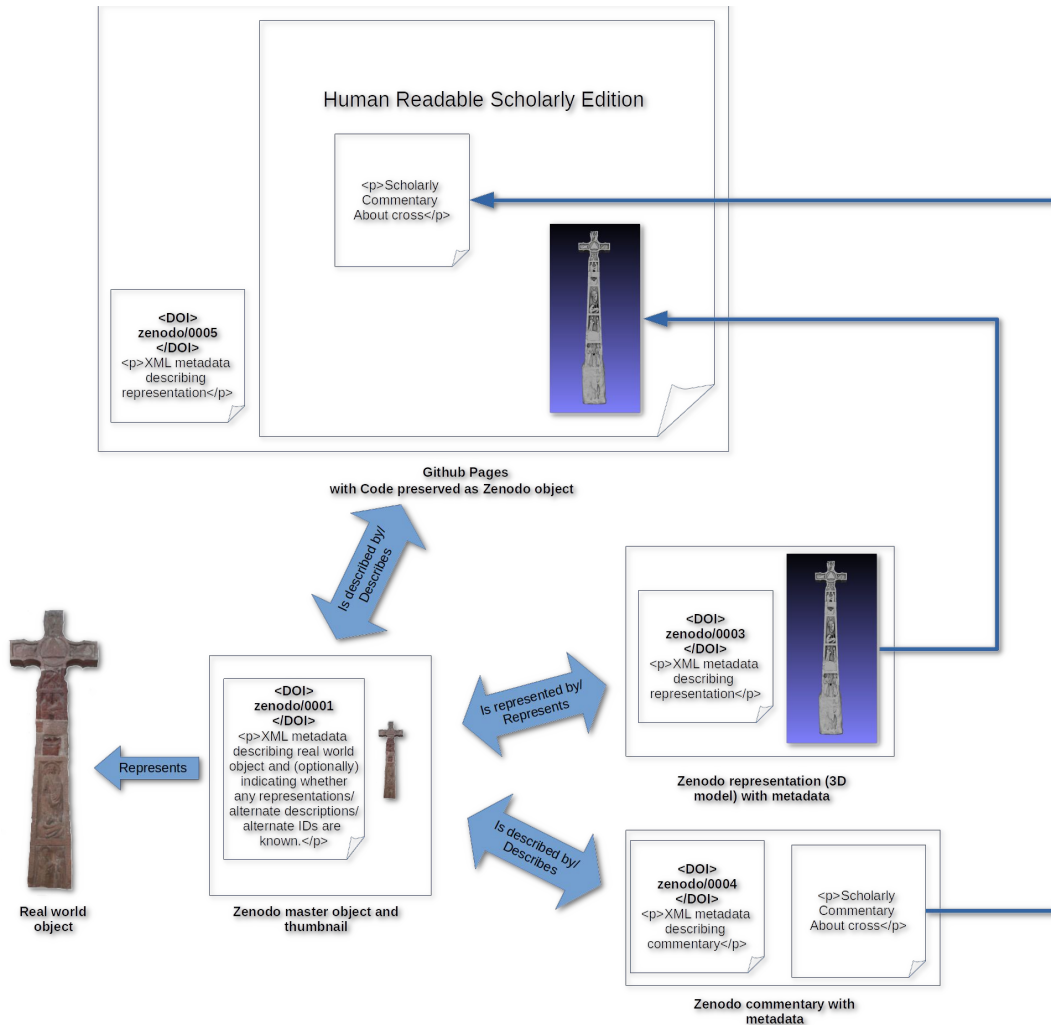 Human Readable Scholarly Edition
<p>Scholarly
Commentary
About cross</p>
<DOI>
zenodo/0005
</DOI>
<p>XML metadata
describing
representation</p>
Github Pages
with Code preserved as Zenodo object
Is described by/
Describes
<DOI>
zenodo/0003
</DOI>
<p>XML metadata
describing
representation</p>
Zenodo representation (3D
model) with metadata
Is represented by/
Represents
<DOI>
zenodo/0001
</DOI>
<p>XML metadata
describing real world
object and (optionally)
indicating whether
any representations/
alternate descriptions/
alternate IDs are
known.</p>
Represents
Real world
object
Zenodo master object and
thumbnail
Is described by/
Describes
<DOI>
zenodo/0004
</DOI>
<p>XML metadata
describing
commentary</p>
<p>Scholarly
Commentary
About cross</p>
Zenodo commentary with
metadata